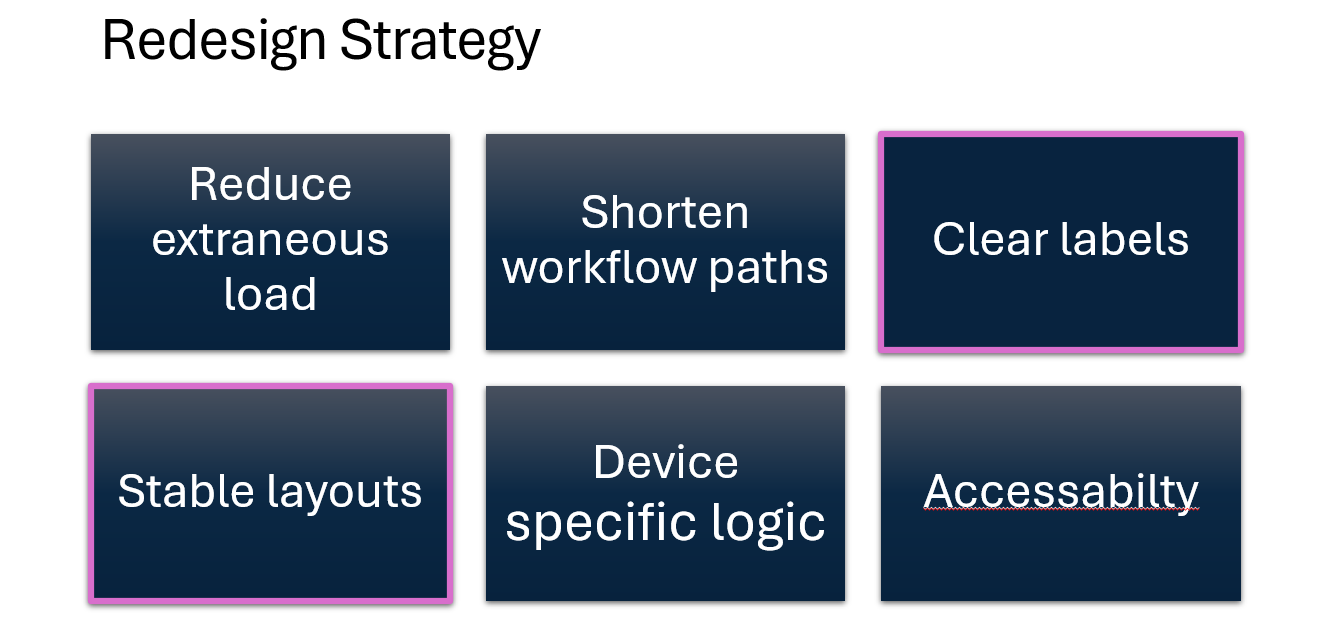 Redesign Strategy
Reduce
extraneous
load
Shorten
workflow paths
Clear labels
Stable layouts
Device
specific logic
Accessabilty